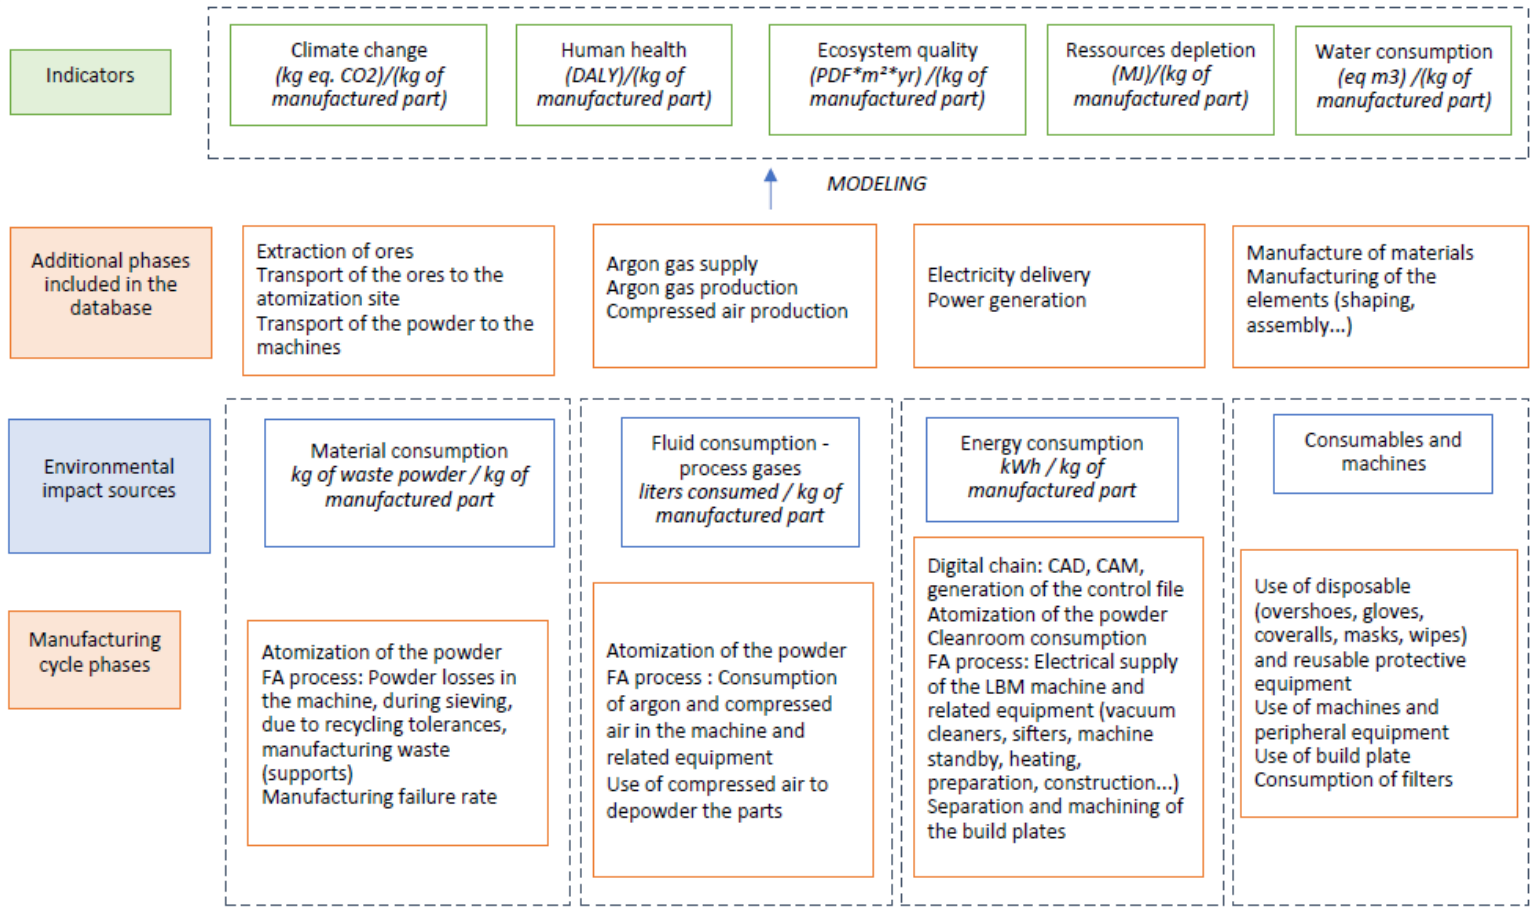 Indicators
Climate change
(kg eq. CO2)/(kg of
manufactured part)
Human health
(DALY)/(kg of
manufactured part)
Ecosystem quality
(PDF*m²*yr) /(kg of
manufactured part)
Ressources depletion
(MJ)/(kg of
manufactured part)
Water consumption
(eq m3) /(kg of
manufactured part)
MODELING
Additional phases
included in the
database
Extraction of ores
Transport of the ores to the
atomization site
Transport of the powder to the
machines
Argon gas supply
Argon gas production
Compressed air production
Electricity delivery
Power generation
Manufacture of materials
Manufacturing of the
elements (shaping,
assembly...)
Environmental
impact sources
Material consumption
kg of waste powder / kg of
manufactured part
Fluid consumption -
process gases
liters consumed / kg of
manufactured part
Energy consumption
kWh / kg of
manufactured part
Consumables and
machines
Manufacturing
cycle phases
Atomization of the powder
FA process: Powder losses in
the machine, during sieving,
due to recycling tolerances,
manufacturing waste
(supports)
Manufacturing failure rate
Atomization of the powder
FA process : Consumption
of argon and compressed
air in the machine and
related equipment
Use of compressed air to
depowder the parts
Digital chain: CAD, CAM,
generation of the control file
Atomization of the powder
Cleanroom consumption
FA process: Electrical supply
of the LBM machine and
related equipment (vacuum
cleaners, sifters, machine
standby, heating,
preparation, construction...)
Separation and machining of
the build plates
Use of disposable
(overshoes, gloves,
coveralls, masks, wipes)
and reusable protective
equipment
Use of machines and
peripheral equipment
Use of build plate
Consumption of filters